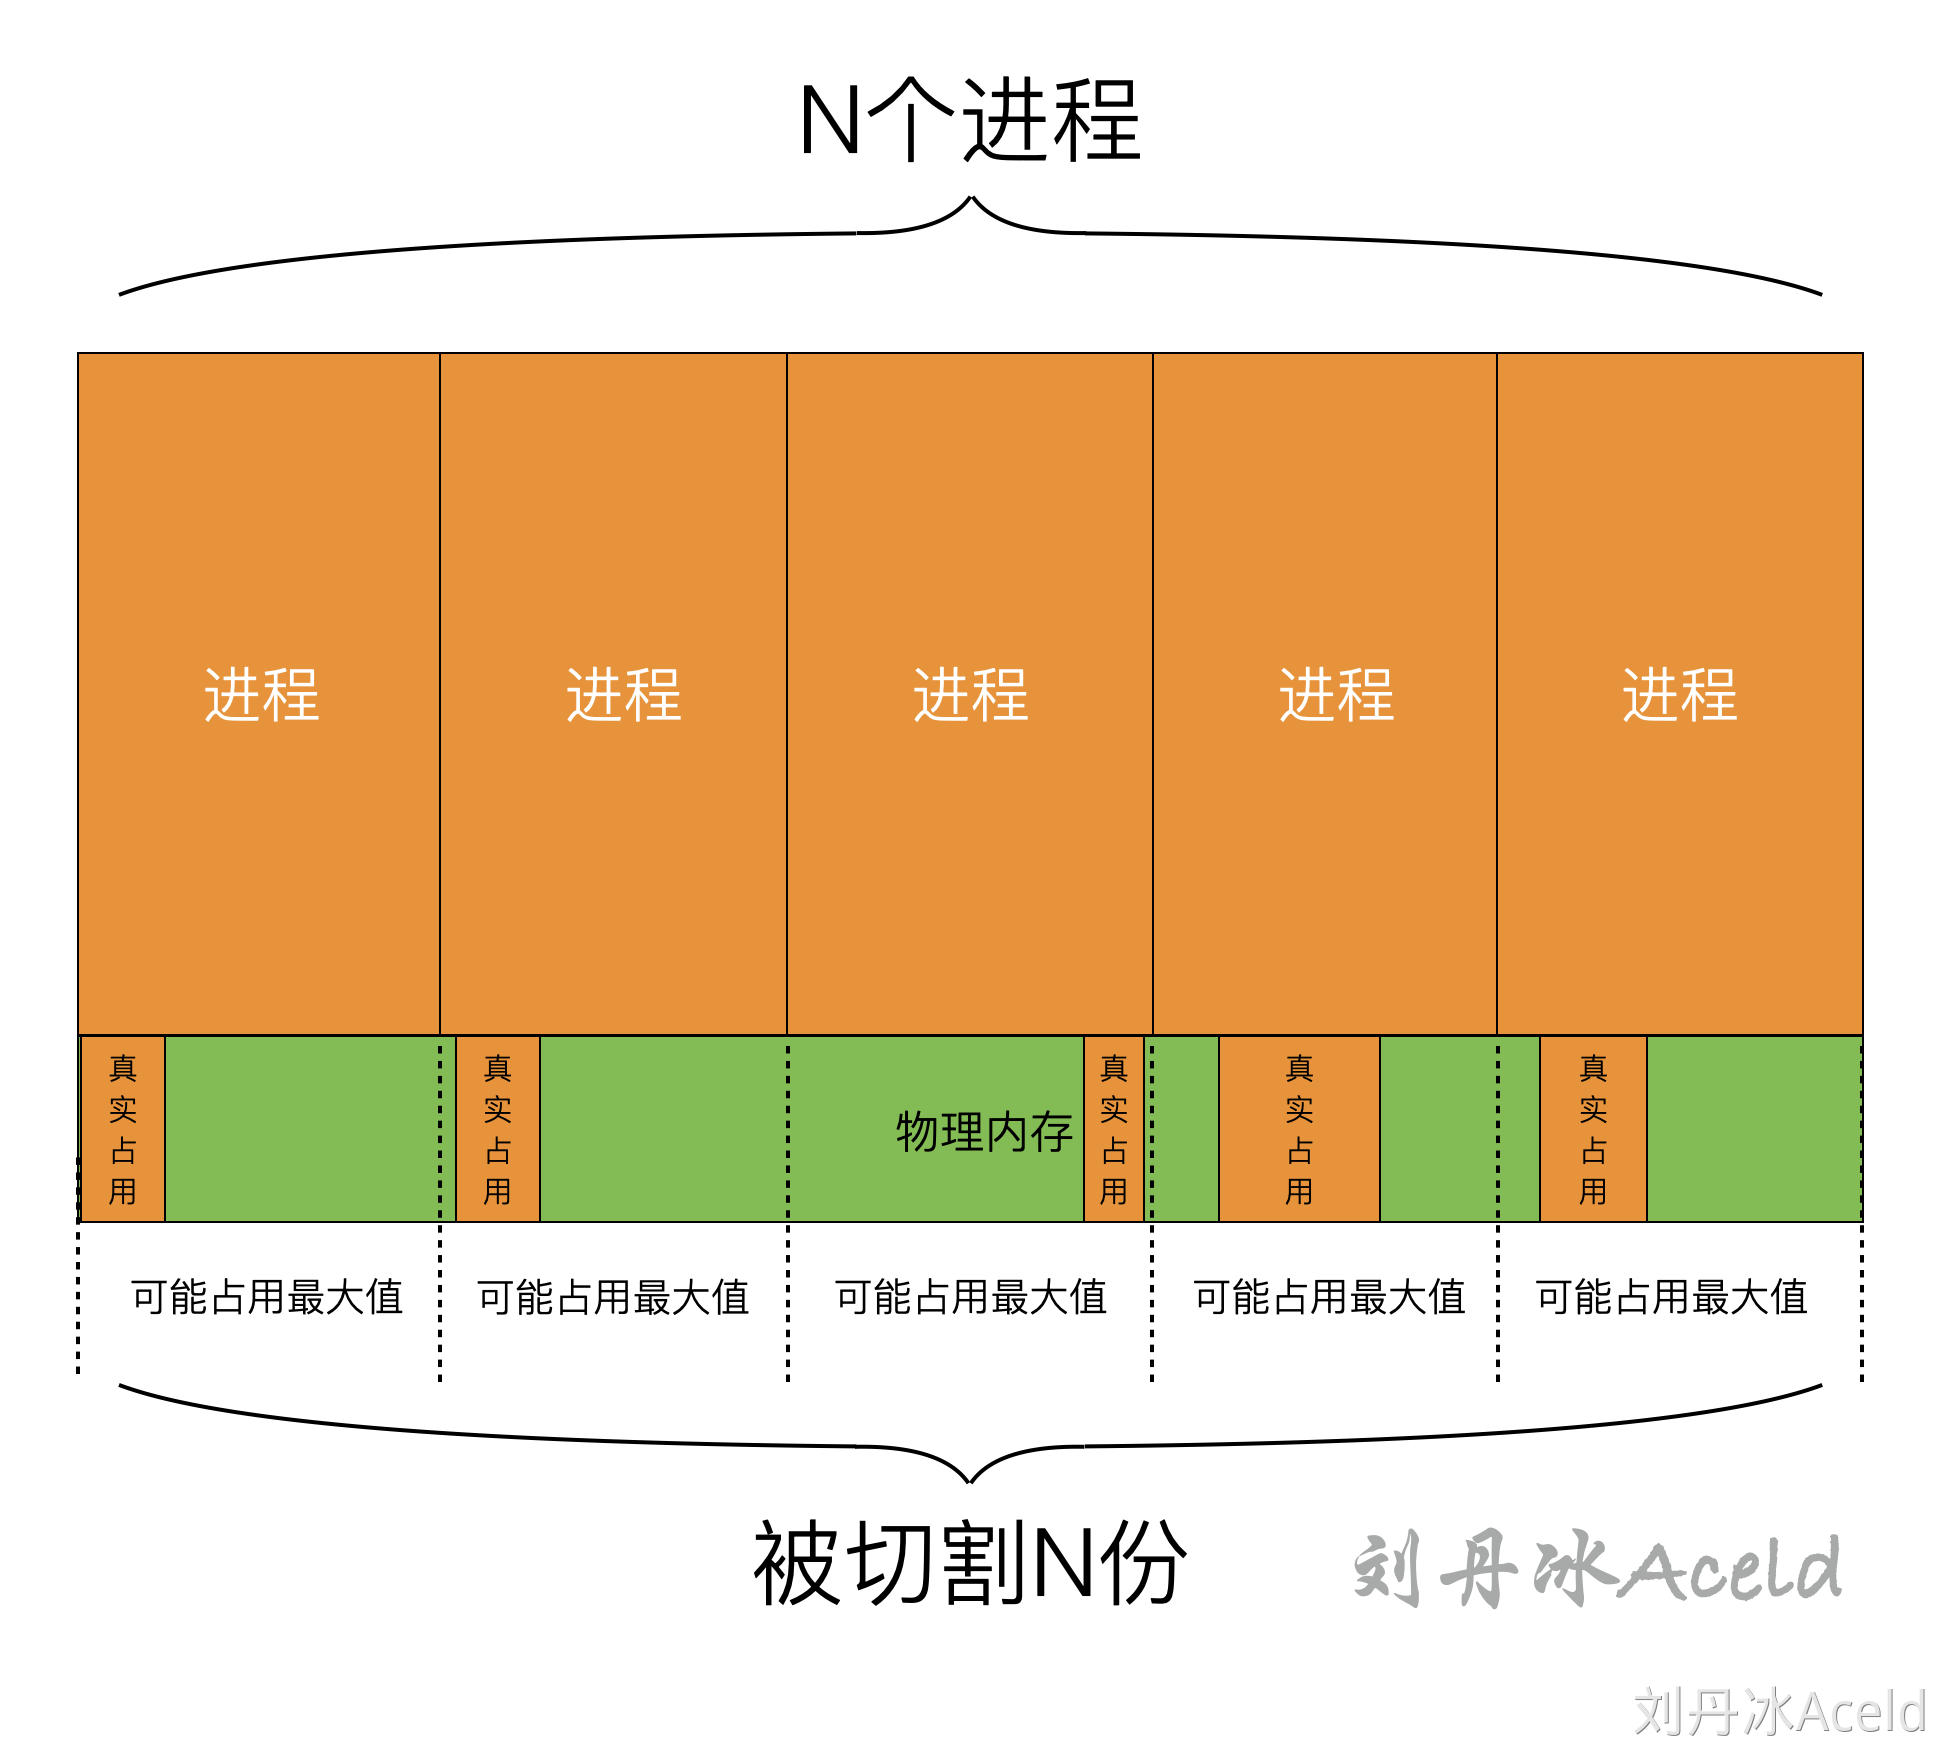 N个进程
进程
进程
进程
进程
进程
真实占用
真实占用
物理内存
真实占用
真实占用
真实占用
可能占用最大值
可能占用最大值
可能占用最大值
可能占用最大值
可能占用最大值
被切割N份
刘丹冰Aceld
刘丹冰Aceld